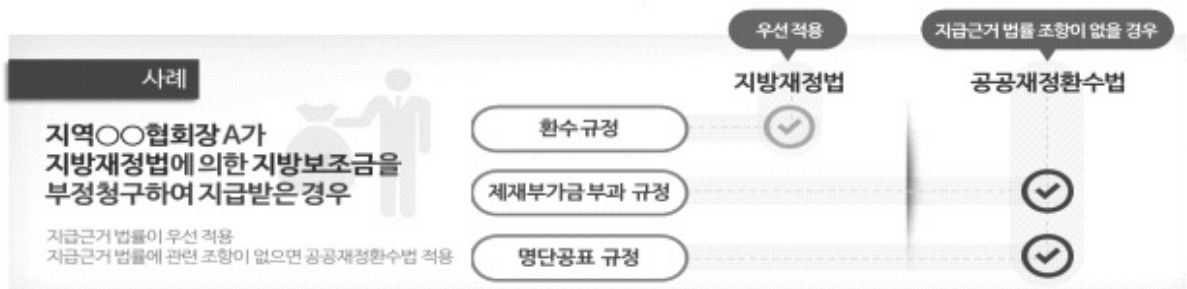 우선 적용
지급근거 법률 조항이 없을 경우
사례
지방재정법
공공재정환수법
지역○○협회장 A가
지방재정법에 의한 지방보조금을
부정청구하여 지급받은 경우
지급근거 법률이 우선 적용
지급근거 법률에 관련 조항이 없으면 공공재정환수법 적용
환수 규정
제재부가금 부과 규정
명단공표 규정